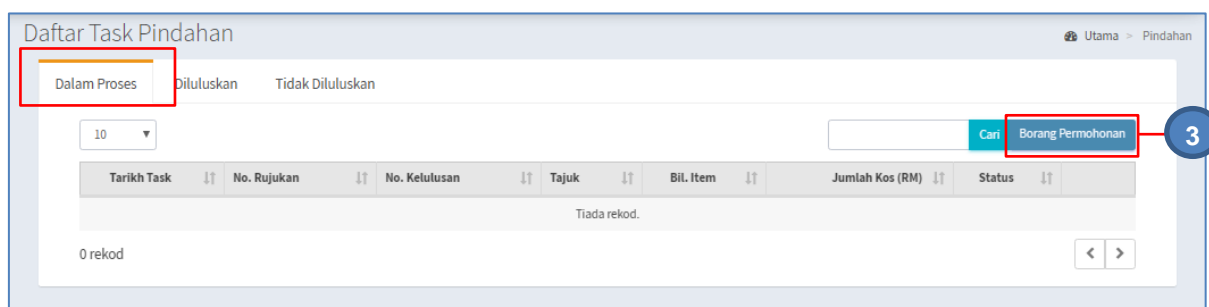 Daftar Task Pindahan
Utama > Pindahan
Dalam Proses Diluluskan Tidak Diluluskan
10 Cari Borang Permohonan 3
Tarikh Task No. Rujukan No. Kelulusan Tajuk Bil. Item Jumlah Kos (RM) Status
Tiada rekod.
0 rekod